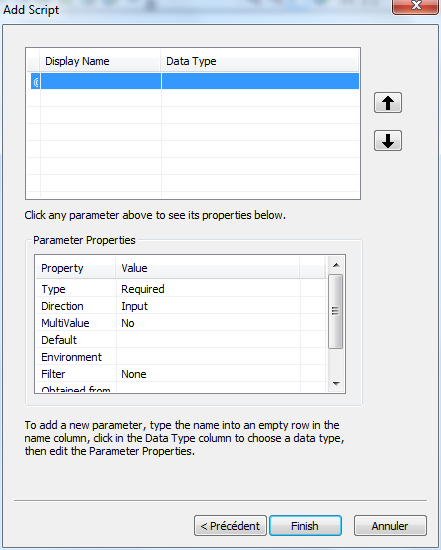 Add Script
Display Name Data Type
Click any parameter above to see its properties below.
Parameter Properties
Property Value
Type Required
Direction Input
MultiValue No
Default
Environment
Filter None
Obtained from
To add a new parameter, type the name into an empty row in the
name column, click in the Data Type column to choose a data type,
then edit the Parameter Properties.
< Précédent Finish Annuler